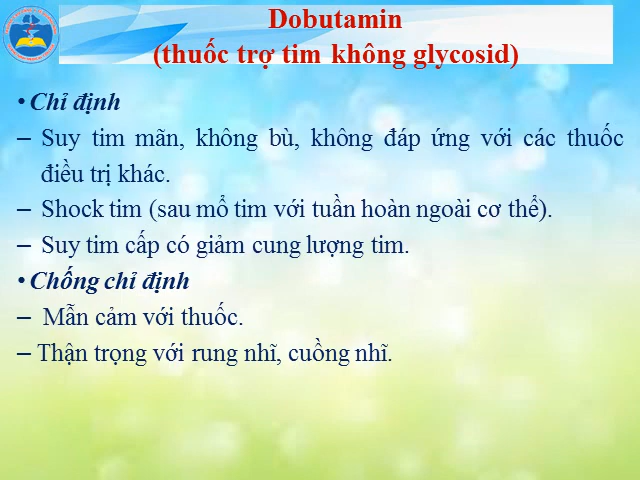 Dobutamin
(thuốc trợ tim không glycosid)
• Chỉ định
– Suy tim mãn, không bù, không đáp ứng với các thuốc
điều trị khác.
– Shock tim (sau mổ tim với tuần hoàn ngoài cơ thể).
– Suy tim cấp có giảm cung lượng tim.
• Chống chỉ định
– Mẫn cảm với thuốc.
– Thận trọng với rung nhĩ, cuồng nhĩ.